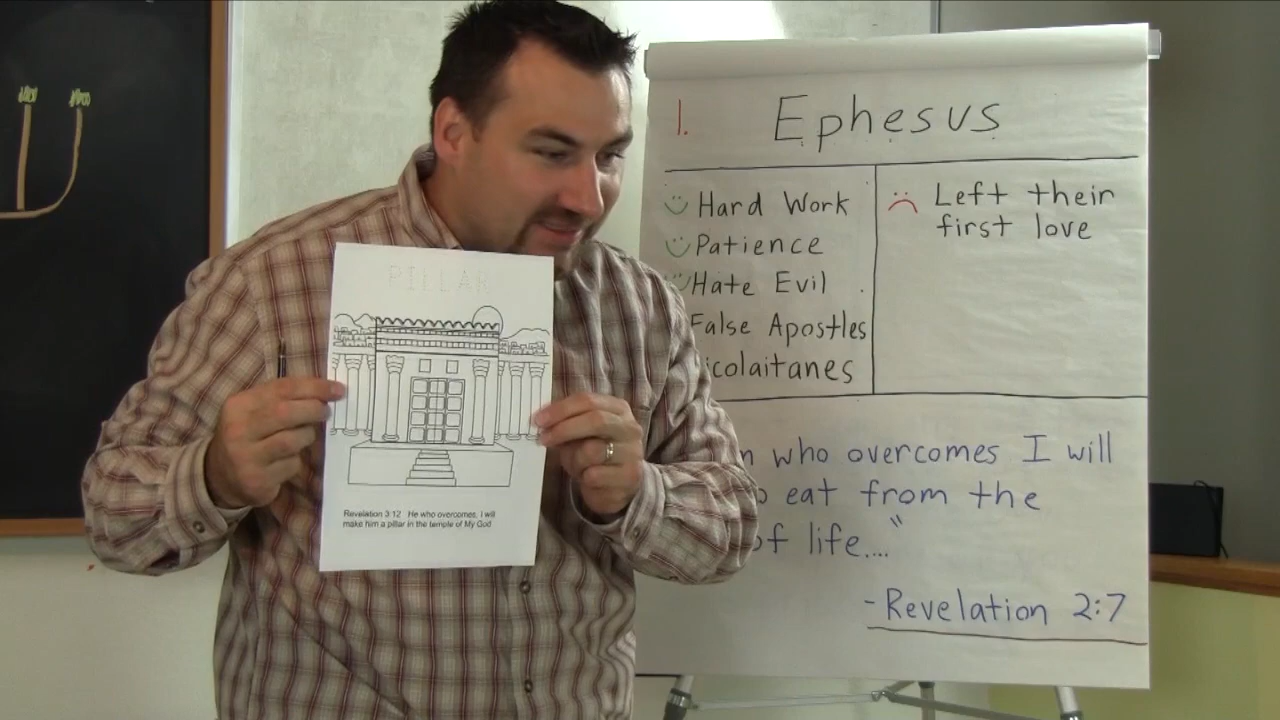 PILLAR
Revelation 3:12 He who overcomes, I will
make him a pillar in the temple of My God
1. Ephesus
Hard Work
Patience
Hate Evil
False Apostles
icolaitanes
Left their
first love
who overcomes I will
eat from the
of life...."
-Revelation 2:7